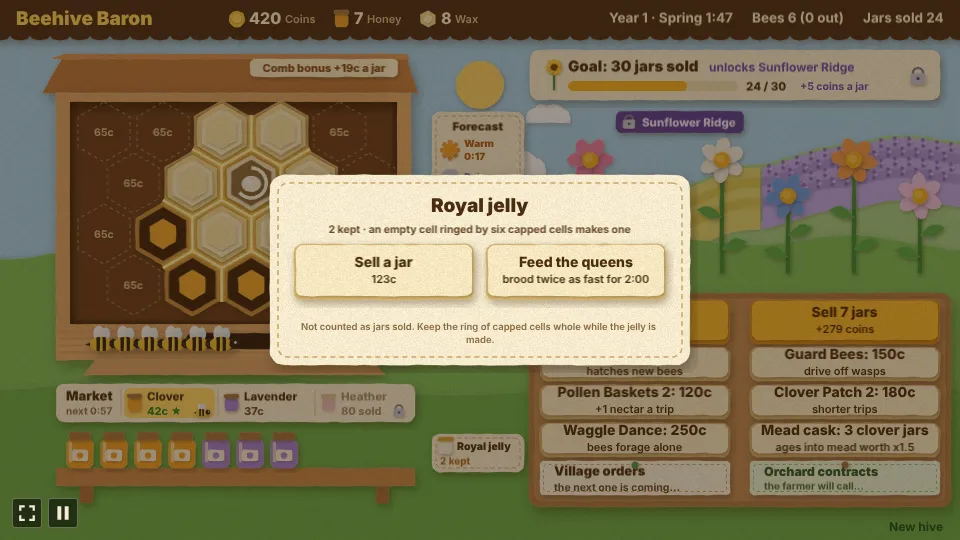 Beehive Baron
420 Coins
7 Honey
8 Wax
Year 1 · Spring 1:47
Bees 6 (0 out)
Jars sold 24
Comb bonus +19c a jar
Goal: 30 jars sold unlocks Sunflower Ridge
24 / 30 +5 coins a jar
Sunflower Ridge
Forecast
Warm
0:17
65c
65c
65c
65c
65c
65c
Royal jelly
2 kept · an empty cell ringed by six capped cells makes one
Sell a jar
123c
Feed the queens
brood twice as fast for 2:00
Not counted as jars sold. Keep the ring of capped cells whole while the jelly is
made.
Sell 7 jars
+279 coins
hatches new bees
Guard Bees: 150c
drive off wasps
Pollen Baskets 2: 120c
+1 nectar a trip
Clover Patch 2: 180c
shorter trips
Waggle Dance: 250c
bees forage alone
Mead cask: 3 clover jars
ages into mead worth x1.5
Village orders
the next one is coming...
Orchard contracts
the farmer will call...
Market
next 0:57
Clover
42c ★
Lavender
37c
Heather
80 sold
Royal jelly
2 kept
New hive